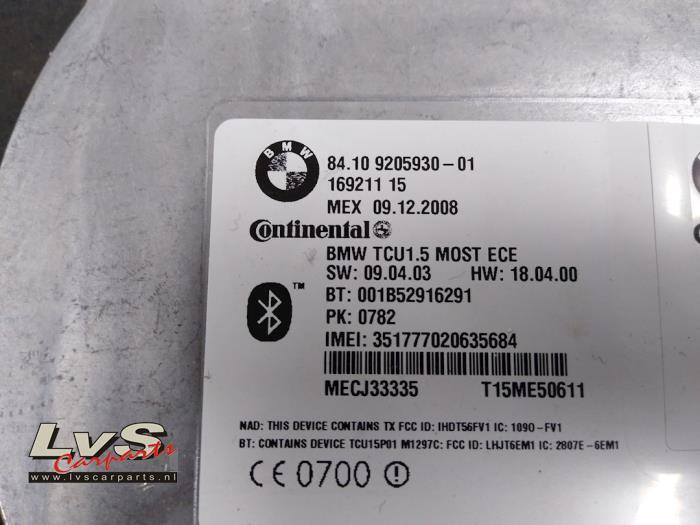 BMW
84.10 9205930-01
169211 15
MEX 09.12.2008
Continental
BMW TCU1.5 MOST ECE
SW: 09.04.03 HW: 18.04.00
BT: 001B52916291
TM
PK: 0782
IMEI: 351777020635684
MECJ33335 T15ME50611
NAD: THIS DEVICE CONTAINS TX FCC ID: IHDT56FV1 IC: 1090-FV1
BT: CONTAINS DEVICE TCU15P01 M1297C: FCC ID: LHJT6EM1 IC: 2807E-6EM1
CE 0700
LvS
Carparts
www.lvscarparts.nl